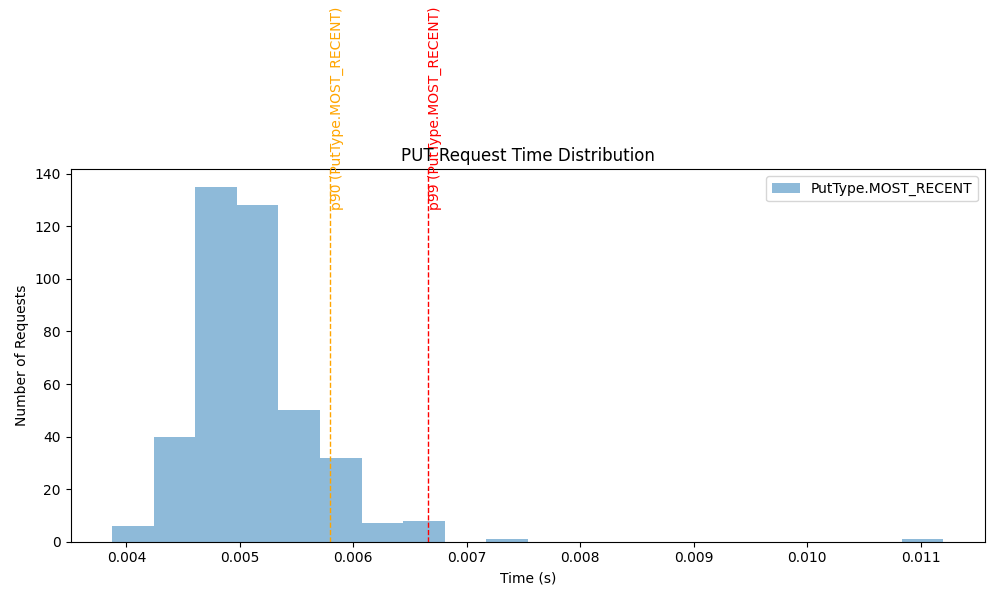 p90 (PutType.MOST_RECENT)
p99 (PutType.MOST_RECENT)
PUT Request Time Distribution
PutType.MOST_RECENT
Number of Requests
140
120
100
80
60
40
20
0
0.004 0.005 0.006 0.007 0.008 0.009 0.010 0.011
Time (s)